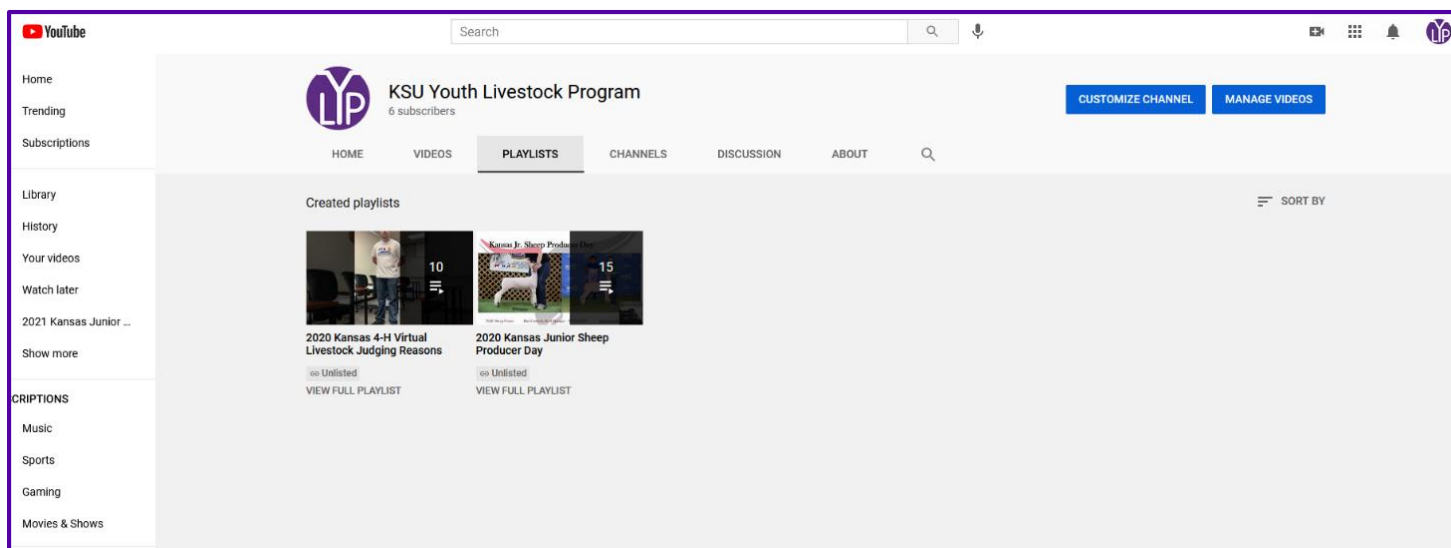 YouTube
Search
YLP
Home
Trending
Subscriptions
Library
History
Your videos
Watch later
2021 Kansas Junior ...
Show more
CRIPTIONS
Music
Sports
Gaming
Movies & Shows
YLP
KSU Youth Livestock Program
6 subscribers
CUSTOMIZE CHANNEL
MANAGE VIDEOS
HOME
VIDEOS
PLAYLISTS
CHANNELS
DISCUSSION
ABOUT
Created playlists
SORT BY
10
2020 Kansas 4-H Virtual
Livestock Judging Reasons
Unlisted
VIEW FULL PLAYLIST
Kansas Jr. Sheep Producer Day
15
2020 Kansas Junior Sheep
Producer Day
Unlisted
VIEW FULL PLAYLIST